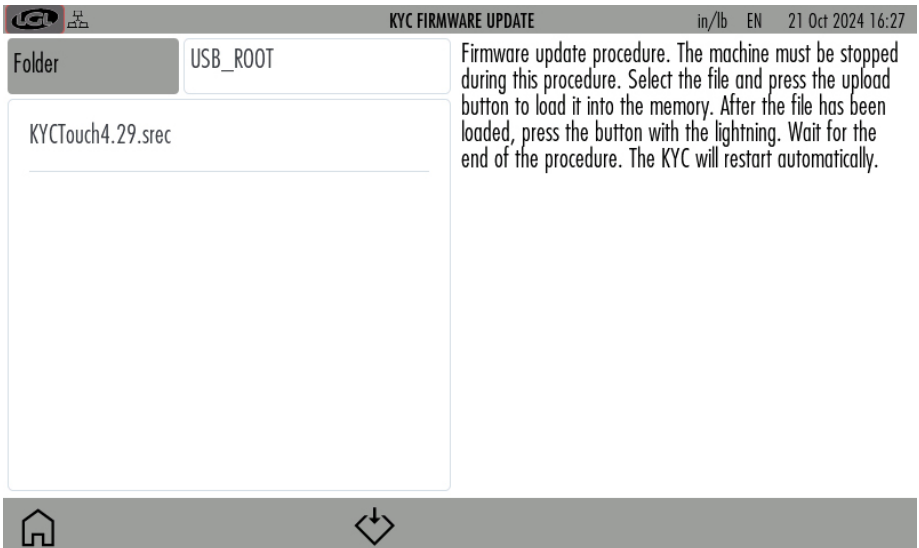 LGL KYC FIRMWARE UPDATE in/lb EN 21 Oct 2024 16:27
Folder USB_ROOT
KYCTouch4.29.srec
Firmware update procedure. The machine must be stopped
during this procedure. Select the file and press the upload
button to load it into the memory. After the file has been
loaded, press the button with the lightning. Wait for the
end of the procedure. The KYC will restart automatically.